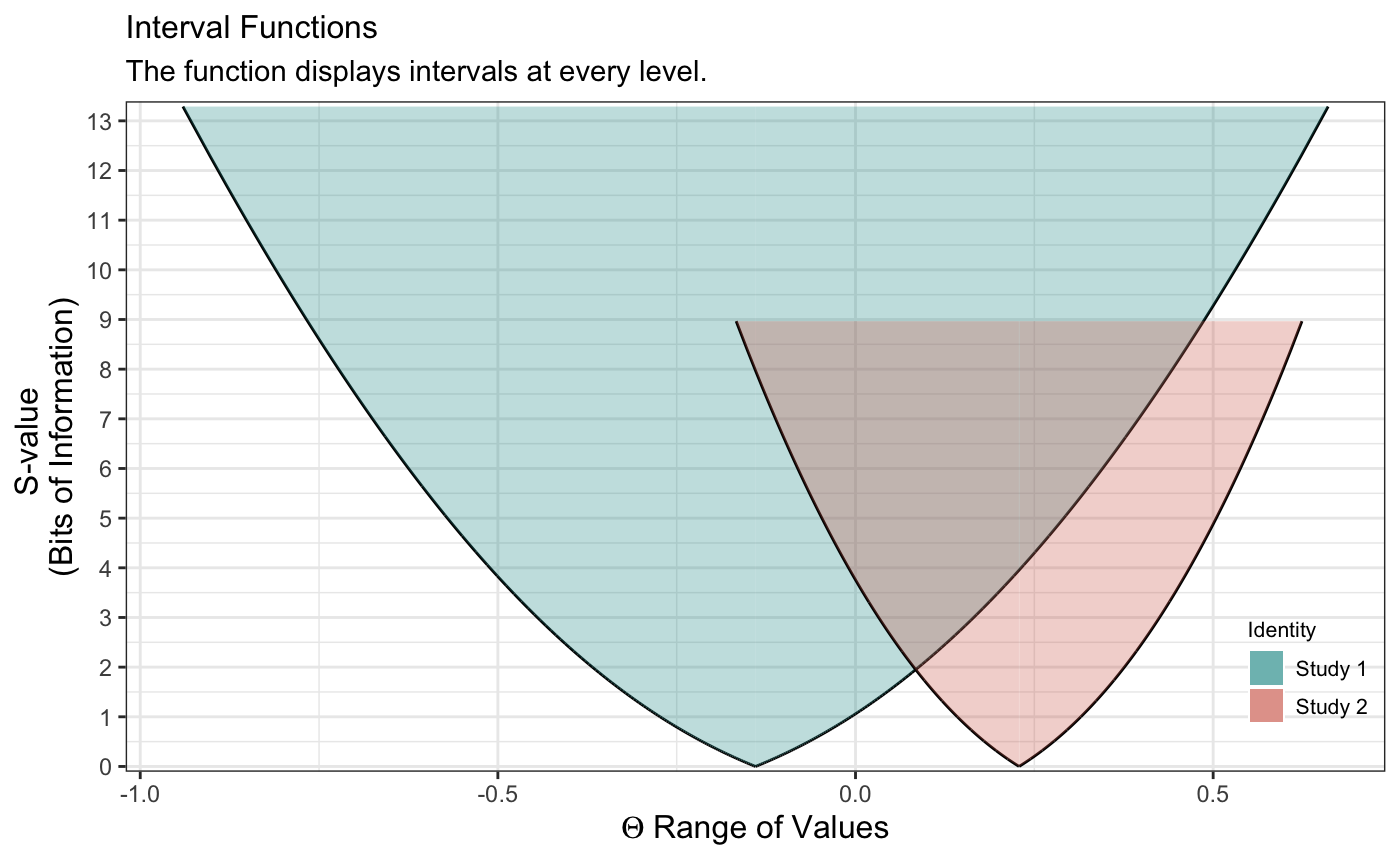 Interval Functions
The function displays intervals at every level.
13
12
11
10
9
8
7
6
5
4
3
2
1
0
S-value
(Bits of Information)
Identity
Study 1
Study 2
-1.0
-0.5
0.0
0.5
Θ Range of Values